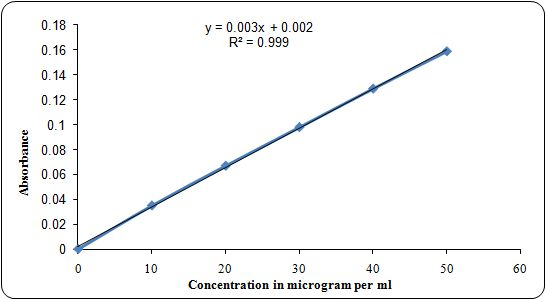 y = 0.003x + 0.002
R² = 0.999
0.18
0.16
0.14
0.12
0.1
0.08
0.06
0.04
0.02
0
Absorbance
0 10 20 30 40 50 60
Concentration in microgram per ml